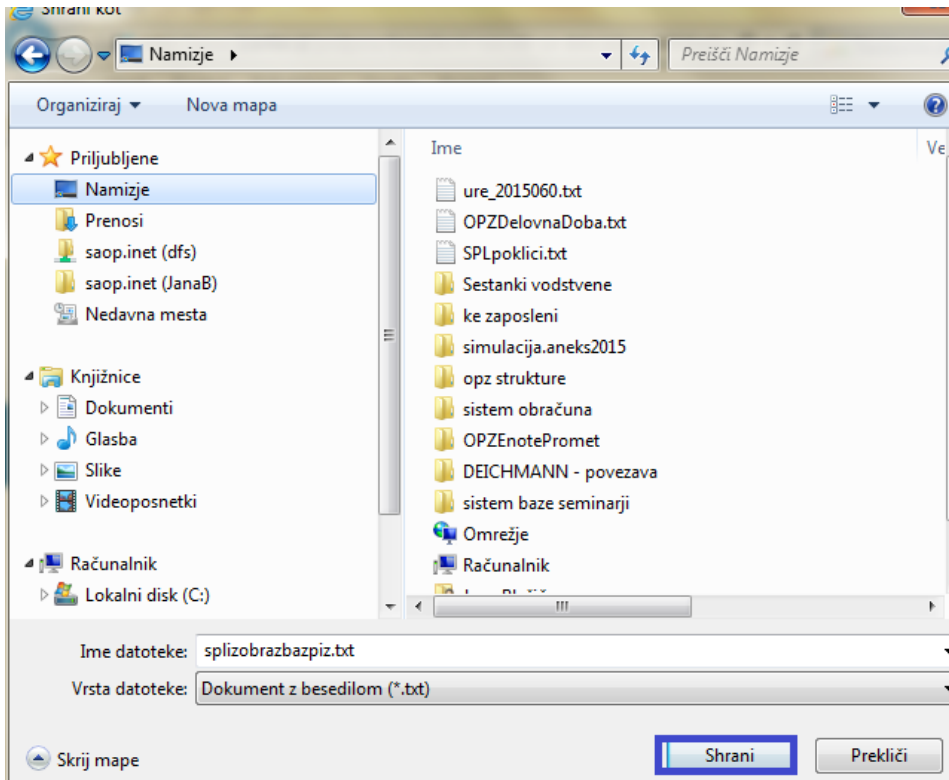 Shrani kot
Namizje
Preišči Namizje
Organiziraj
Nova mapa
Priljubljene
Namizje
Prenosi
saop.inet (dfs)
saop.inet (JanaB)
Nedavna mesta
Knjižnice
Dokumenti
Glasba
Slike
Videoposnetki
Računalnik
Lokalni disk (C:)
Ime
Ve
ure_2015060.txt
OPZDelovnaDoba.txt
SPLpoklici.txt
Sestanki vodstvene
ke zaposleni
simulacija.aneks2015
opz strukture
sistem obračuna
OPZEnotePromet
DEICHMANN - povezava
sistem baze seminarji
Omrežje
Računalnik
Ime datoteke: splizobrazbazpiz.txt
Vrsta datoteke: Dokument z besedilom (*.txt)
Skrij mape
Shrani
Prekliči